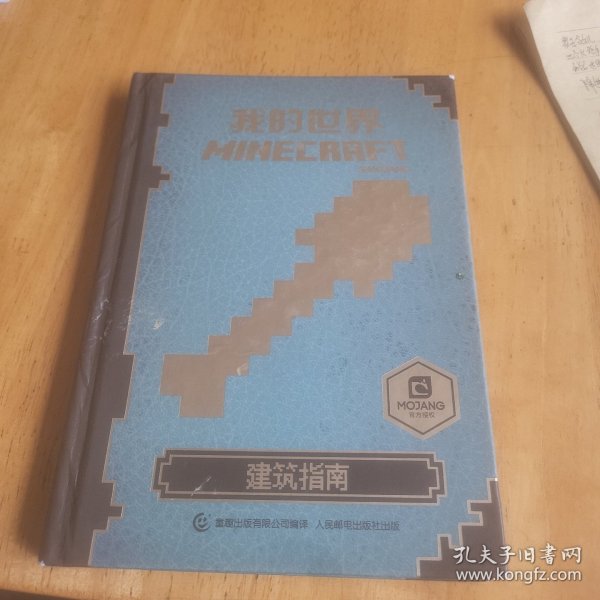 我的世界
MINECRAFT
MOJANG
官方授权
建筑指南
童趣出版有限公司编译 人民邮电出版社出版
孔夫子旧书网
www.kongfz.com